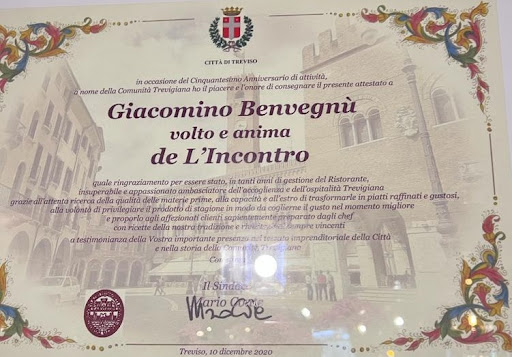 CITTÀ DI TREVISO
in occasione del Cinquantesimo Anniversario di attività,
a nome della Comunità Trevigiana ho il piacere e l'onore di consegnare il presente attestato a
Giacomino Benvegnù
volto e anima
de L'Incontro
quale ringraziamento per essere stato, in tanti anni di gestione del Ristorante,
insuperabile e appassionato ambasciatore dell'accoglienza e dell'ospitalità Trevigiana
grazie all'attenta ricerca della qualità delle materie prime, alla capacità e all'estro di trasformarle in piatti raffinati e gustosi,
alla volontà di privilegiare il prodotto di stagione in modo da coglierne il gusto nel momento migliore
e proporlo agli affezionati clienti sapientemente preparato dagli chef
con ricette della nostra tradizione e sempre vincenti
a testimonianza della Vostra importante presenza nel tessuto imprenditoriale della Città
e nella storia della
Il Sindaco
Mario
Treviso, 10 dicembre 2020